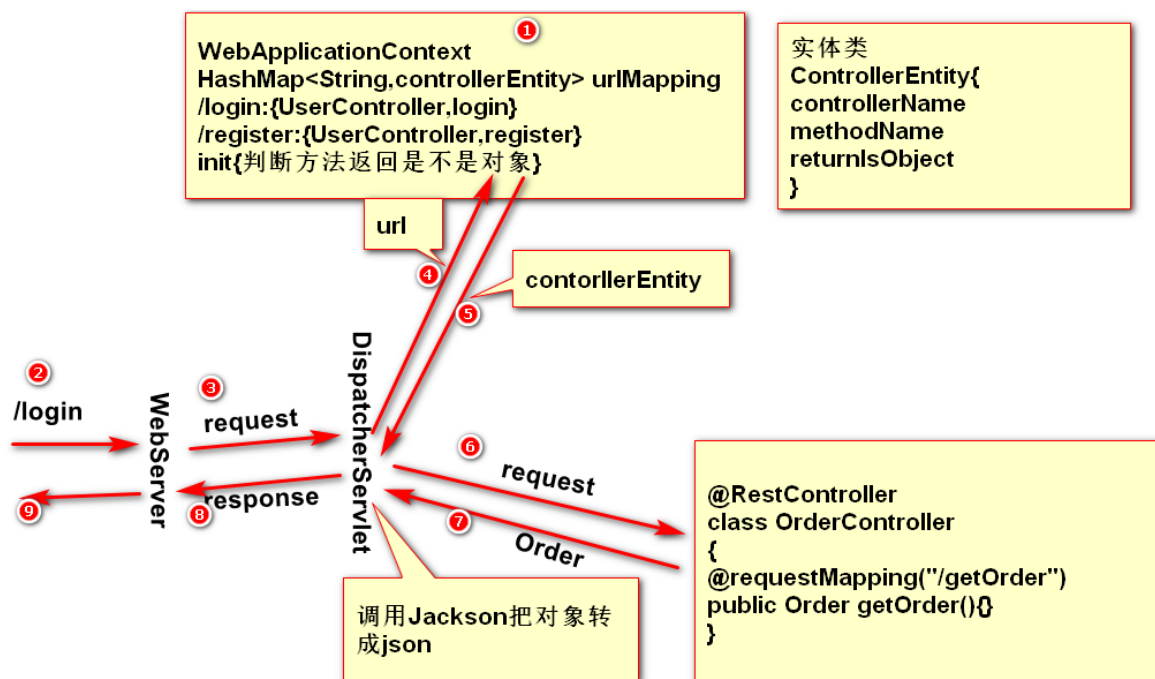 ①
WebApplicationContext
HashMap<String,controllerEntity> urlMapping
/login:{UserController,login}
/register:{UserController,register}
init{判断方法返回是不是对象}
实体类
ControllerEntity{
controllerName
methodName
returnIsObject
}
url
④
contorllerEntity
⑤
②
/login
WebServer
③
request
DispatcherServlet
⑨
response
⑧
⑥
request
⑦
Order
@RestController
class OrderController
{
@requestMapping("/getOrder")
public Order getOrder(){}
}
调用Jackson把对象转
成json